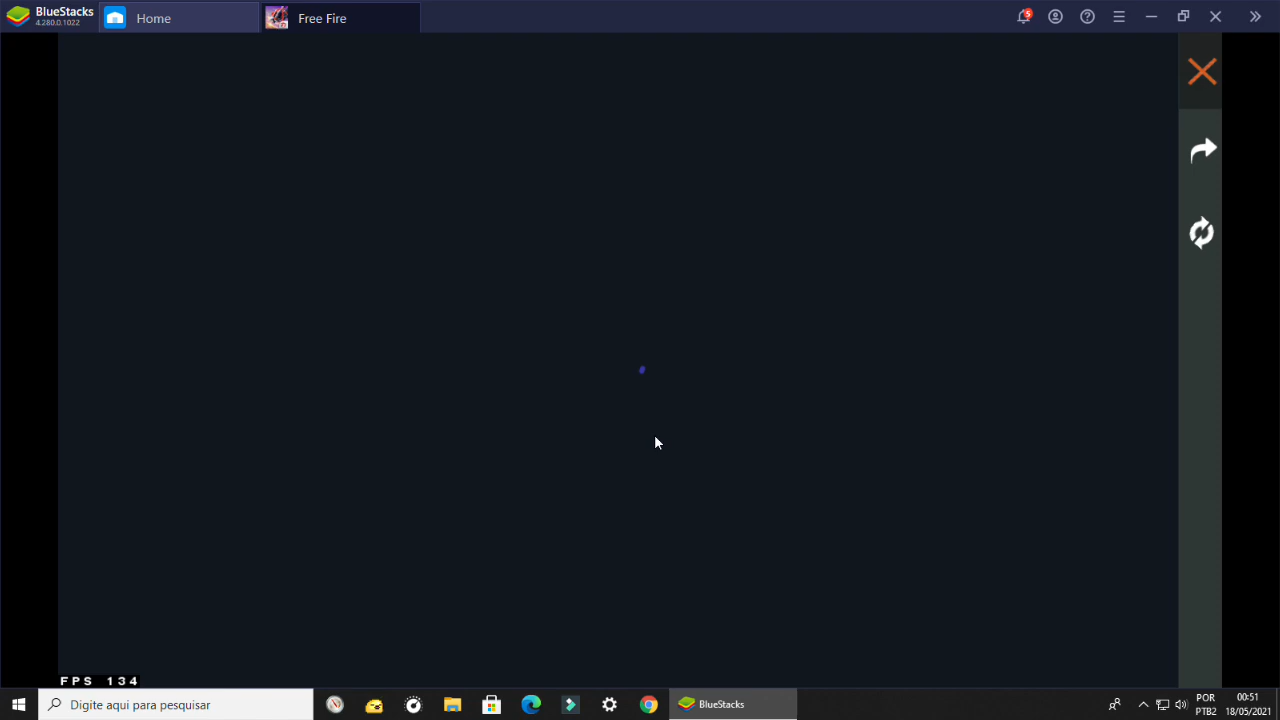 BlueStacks
4.280.0.1022
Home
Free Fire
5
FPS 134
Digite aqui para pesquisar
BlueStacks
POR
PTB2
00:51
18/05/2021